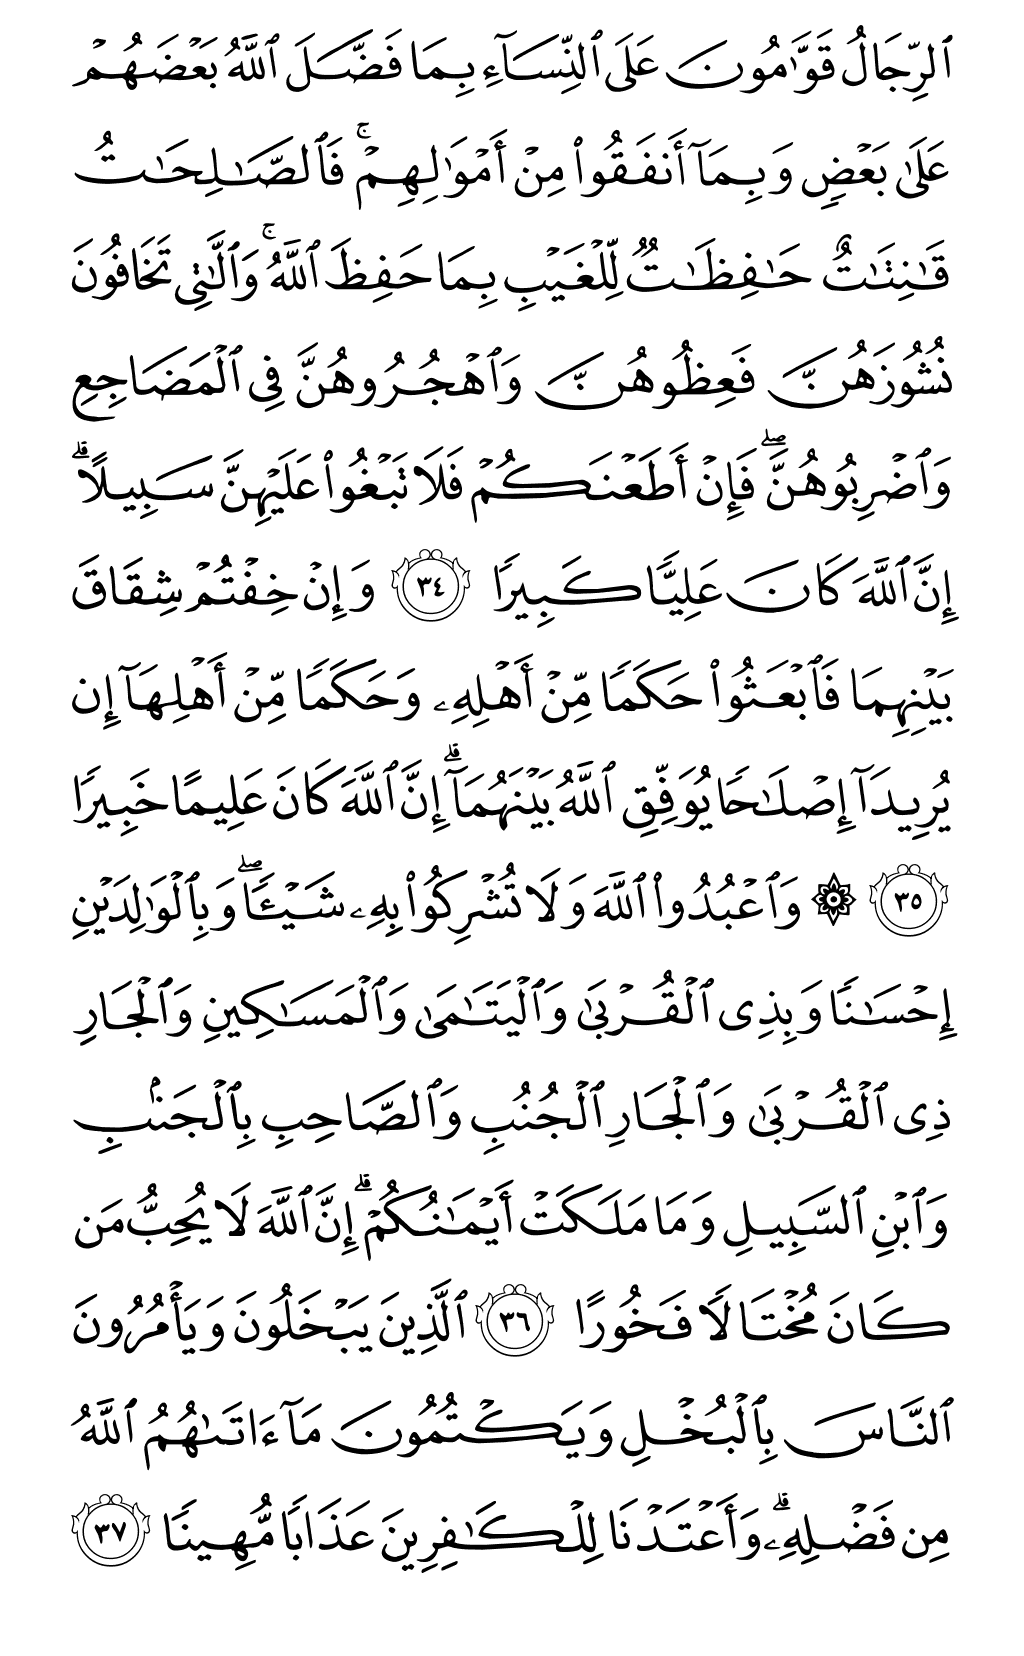 ٱلرِّجَالُ قَوَّٰمُونَ عَلَى ٱلنِّسَآءِ بِمَا فَضَّلَ ٱللَّهُ بَعْضَهُمْ
عَلَىٰ بَعْضٍ وَبِمَآ أَنفَقُوا۟ مِنْ أَمْوَٰلِهِمْ ۚ فَٱلصَّٰلِحَٰتُ
قَٰنِتَٰتٌ حَٰفِظَٰتٌ لِّلْغَيْبِ بِمَا حَفِظَ ٱللَّهُ ۚ وَٱلَّٰتِى تَخَافُونَ
نُشُوزَهُنَّ فَعِظُوهُنَّ وَٱهْجُرُوهُنَّ فِى ٱلْمَضَاجِعِ
وَٱضْرِبُوهُنَّ ۖ فَإِنْ أَطَعْنَكُمْ فَلَا تَبْغُوا۟ عَلَيْهِنَّ سَبِيلًا ۗ
إِنَّ ٱللَّهَ كَانَ عَلِيًّا كَبِيرًا ٣٤ وَإِنْ خِفْتُمْ شِقَاقَ
بَيْنِهِمَا فَٱبْعَثُوا۟ حَكَمًا مِّنْ أَهْلِهِۦ وَحَكَمًا مِّنْ أَهْلِهَآ إِن
يُرِيدَآ إِصْلَٰحًا يُوَفِّقِ ٱللَّهُ بَيْنَهُمَآ ۗ إِنَّ ٱللَّهَ كَانَ عَلِيمًا خَبِيرًا
٣٥ ۞ وَٱعْبُدُوا۟ ٱللَّهَ وَلَا تُشْرِكُوا۟ بِهِۦ شَيْـًٔا ۖ وَبِٱلْوَٰلِدَيْنِ
إِحْسَٰنًا وَبِذِى ٱلْقُرْبَىٰ وَٱلْيَتَٰمَىٰ وَٱلْمَسَٰكِينِ وَٱلْجَارِ
ذِى ٱلْقُرْبَىٰ وَٱلْجَارِ ٱلْجُنُبِ وَٱلصَّاحِبِ بِٱلْجَنۢبِ
وَٱبْنِ ٱلسَّبِيلِ وَمَا مَلَكَتْ أَيْمَٰنُكُمْ ۗ إِنَّ ٱللَّهَ لَا يُحِبُّ مَن
كَانَ مُخْتَالًا فَخُورًا ٣٦ ٱلَّذِينَ يَبْخَلُونَ وَيَأْمُرُونَ
ٱلنَّاسَ بِٱلْبُخْلِ وَيَكْتُمُونَ مَآ ءَاتَىٰهُمُ ٱللَّهُ
مِن فَضْلِهِۦ ۗ وَأَعْتَدْنَا لِلْكَٰفِرِينَ عَذَابًا مُّهِينًا ٣٧